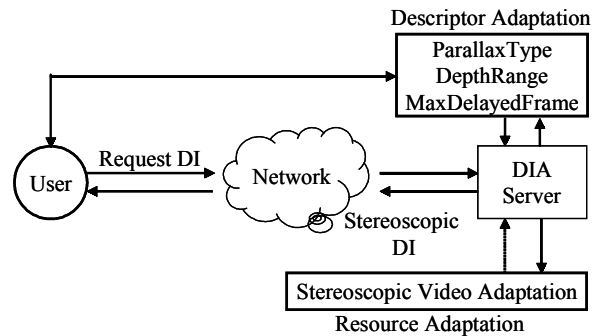 Descriptor Adaptation
ParallaxType
DepthRange
MaxDelayedFrame
Request DI
User
Network
DIA
Server
Stereoscopic
DI
Stereoscopic Video Adaptation
Resource Adaptation